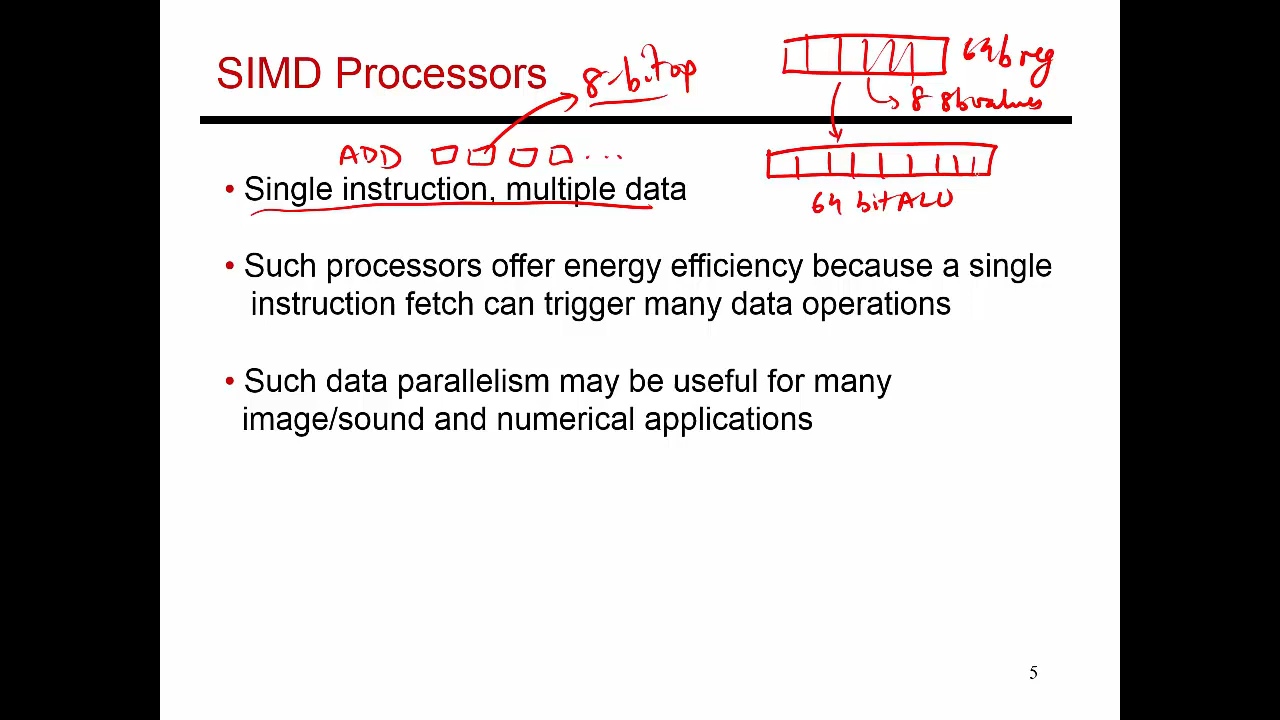 64b reg
SIMD Processors
8-bit op
8 8b values
ADD ...
• Single instruction, multiple data
64 bit ALU
• Such processors offer energy efficiency because a single
instruction fetch can trigger many data operations
• Such data parallelism may be useful for many
image/sound and numerical applications
5